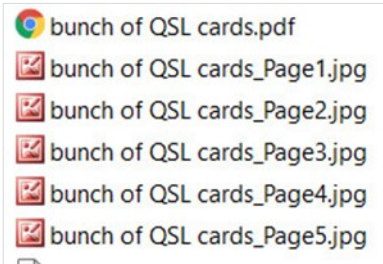 bunch of QSL cards.pdf
bunch of QSL cards_Page1.jpg
bunch of QSL cards_Page2.jpg
bunch of QSL cards_Page3.jpg
bunch of QSL cards_Page4.jpg
bunch of QSL cards_Page5.jpg